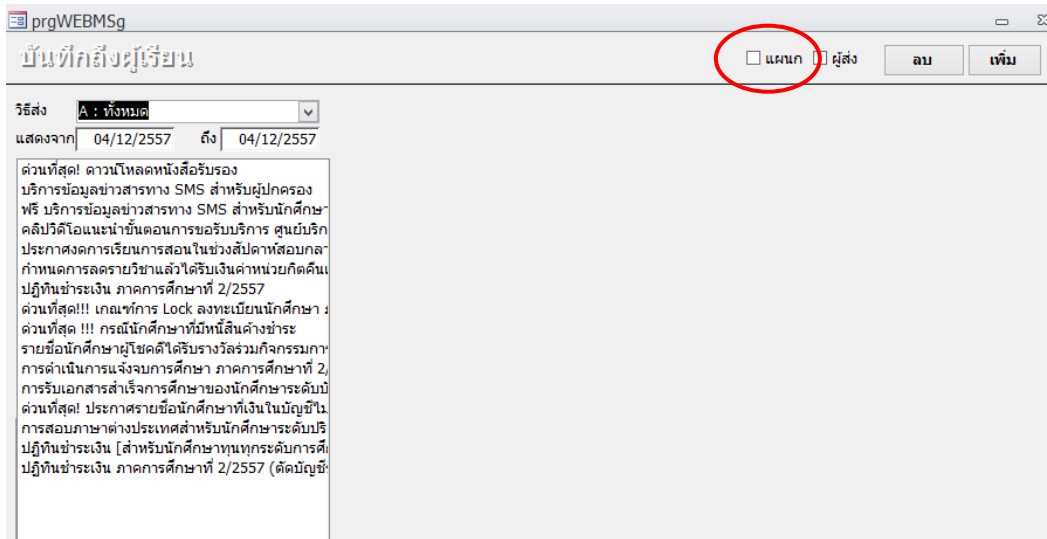 prgWEBMSg
บันทึกถึงผู้เรียน
แผนก ผู้ส่ง ลบ เพิ่ม
วิธีส่ง A : ทั้งหมด
แสดงจาก 04/12/2557 ถึง 04/12/2557
ด่วนที่สุด! ดาวน์โหลดหนังสือรับรอง
บริการข้อมูลข่าวสารทาง SMS สำหรับผู้ปกครอง
ฟรี บริการข้อมูลข่าวสารทาง SMS สำหรับนักศึกษา
คลิปวิดีโอแนะนำขั้นตอนการขอรับบริการ ศูนย์บริก
ประกาศงดการเรียนการสอนในช่วงสัปดาห์สอบกลา
กำหนดการลดรายวิชาแล้วได้รับเงินค่าหน่วยกิตคืนเ
ปฏิทินชำระเงิน ภาคการศึกษาที่ 2/2557
ด่วนที่สุด!!! เกณฑ์การ Lock ลงทะเบียนนักศึกษา
ด่วนที่สุด !!! กรณีนักศึกษาที่มีหนี้สินค้างชำระ
รายชื่อนักศึกษาผู้โชคดีได้รับรางวัลร่วมกิจกรรมกา
การดำเนินการแจ้งจบการศึกษา ภาคการศึกษาที่ 2/
การรับเอกสารสำเร็จการศึกษาของนักศึกษาระดับบั
ด่วนที่สุด! ประกาศรายชื่อนักศึกษาที่เงินในบัญชีไม
การสอบภาษาต่างประเทศสำหรับนักศึกษาระดับปริ
ปฏิทินชำระเงิน [สำหรับนักศึกษาทุนทุกระดับการศึ
ปฏิทินชำระเงิน ภาคการศึกษาที่ 2/2557 (ตัดบัญชี